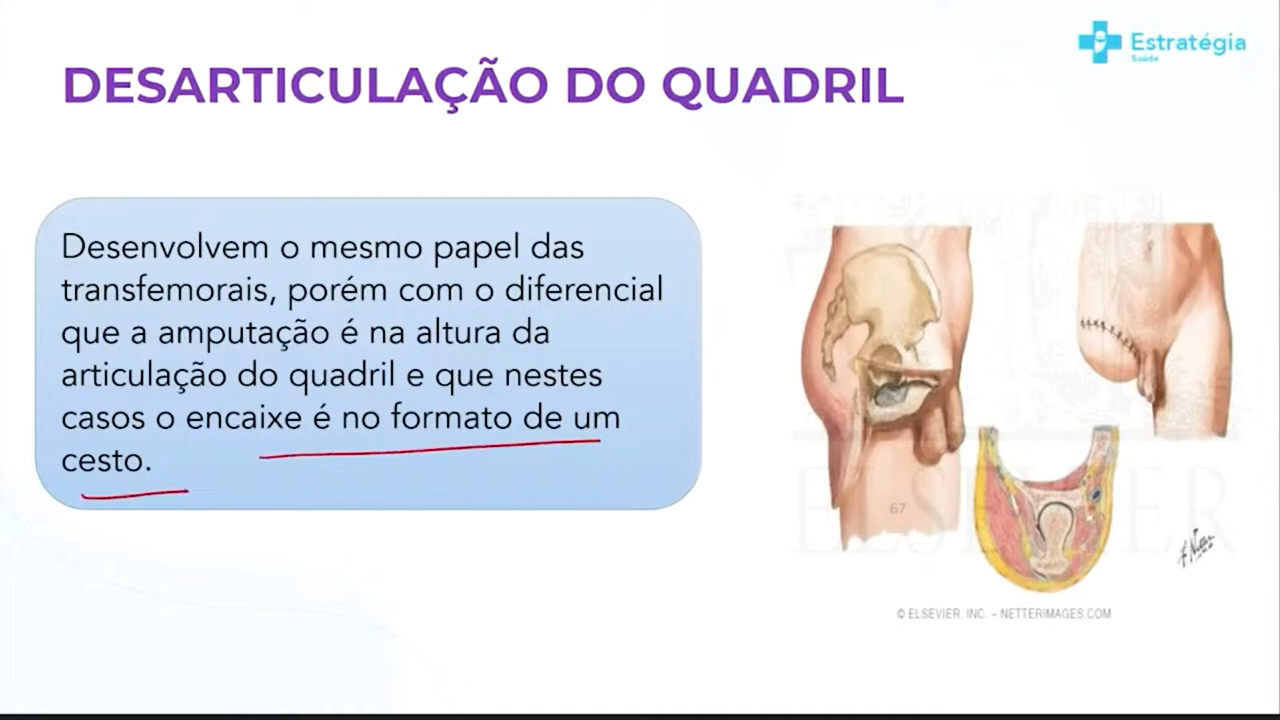 Estratégia
Saúde
DESARTICULAÇÃO DO QUADRIL
Desenvolvem o mesmo papel das
transfemorais, porém com o diferencial
que a amputação é na altura da
articulação do quadril e que nestes
casos o encaixe é no formato de um
cesto.
67
ELSEVIER
© ELSEVIER, INC. – NETTERIMAGES.COM